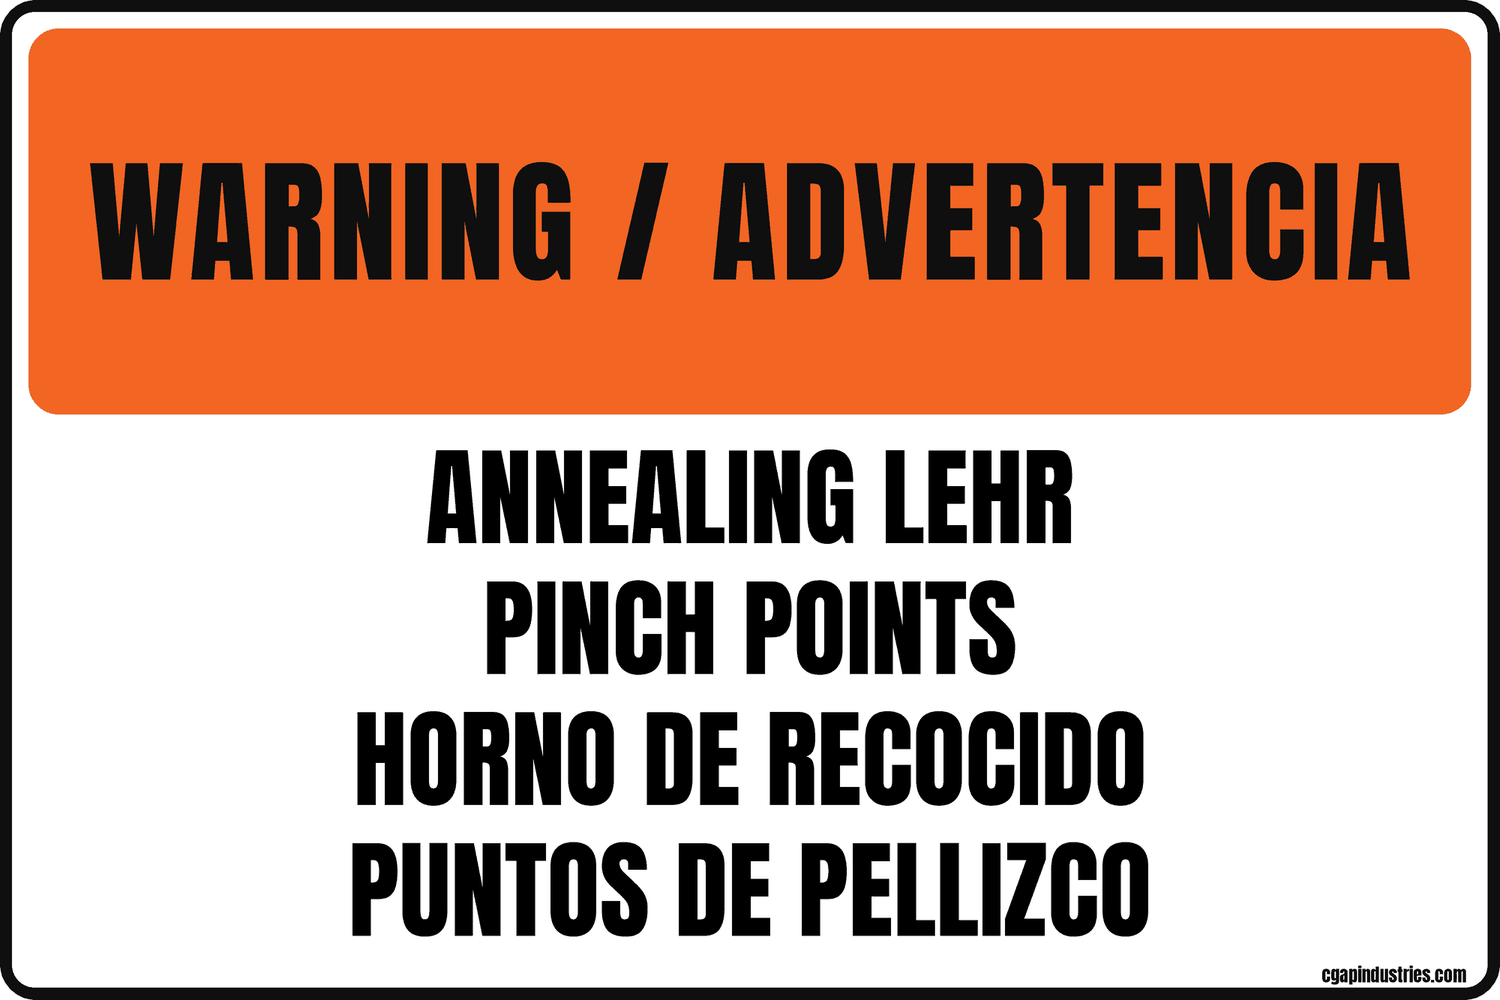 WARNING / ADVERTENCIA
ANNEALING LEHR
PINCH POINTS
HORNO DE RECOCIDO
PUNTOS DE PELLIZCO
cgapindustries.com